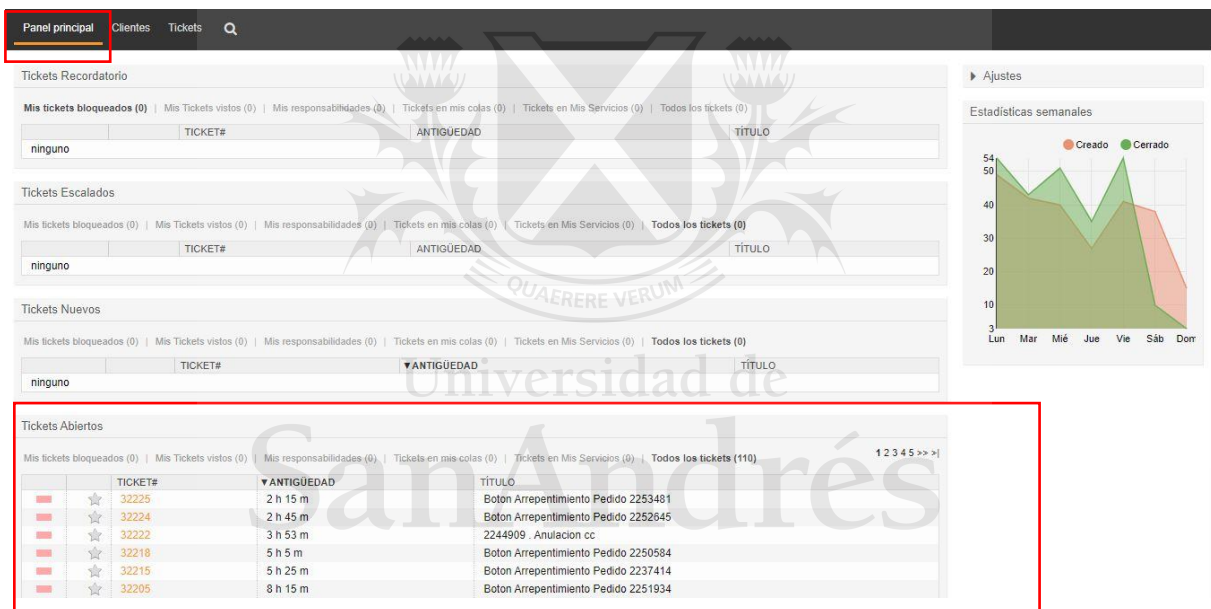 Panel principal Clientes Tickets
Tickets Recordatorio
Mis tickets bloqueados (0) | Mis Tickets vistos (0) | Mis responsabilidades (0) | Tickets en mis colas (0) | Tickets en Mis Servicios (0) | Todos los tickets (0)
TICKET# ANTIGÜEDAD TÍTULO
ninguno
Tickets Escalados
Mis tickets bloqueados (0) | Mis Tickets vistos (0) | Mis responsabilidades (0) | Tickets en mis colas (0) | Tickets en Mis Servicios (0) | Todos los tickets (0)
TICKET# ANTIGÜEDAD TÍTULO
ninguno
Tickets Nuevos
Mis tickets bloqueados (0) | Mis Tickets vistos (0) | Mis responsabilidades (0) | Tickets en mis colas (0) | Tickets en Mis Servicios (0) | Todos los tickets (0)
TICKET# ▼ANTIGÜEDAD TÍTULO
ninguno
Tickets Abiertos
Mis tickets bloqueados (0) | Mis Tickets vistos (0) | Mis responsabilidades (0) | Tickets en mis colas (0) | Tickets en Mis Servicios (0) | Todos los tickets (110) 1 2 3 4 5 >> >|
TICKET# ▼ANTIGÜEDAD TÍTULO
32225 2 h 15 m Boton Arrepentimiento Pedido 2253481
32224 2 h 45 m Boton Arrepentimiento Pedido 2252645
32222 3 h 53 m 2244909 . Anulacion cc
32218 5 h 5 m Boton Arrepentimiento Pedido 2250584
32215 5 h 25 m Boton Arrepentimiento Pedido 2237414
32205 8 h 15 m Boton Arrepentimiento Pedido 2251934
Ajustes
Estadísticas semanales
Creado Cerrado
54
50
40
30
20
10
3
Lun Mar Mié Jue Vie Sáb Dom
QUAERERE VERUM
Universidad de
SanAndrés